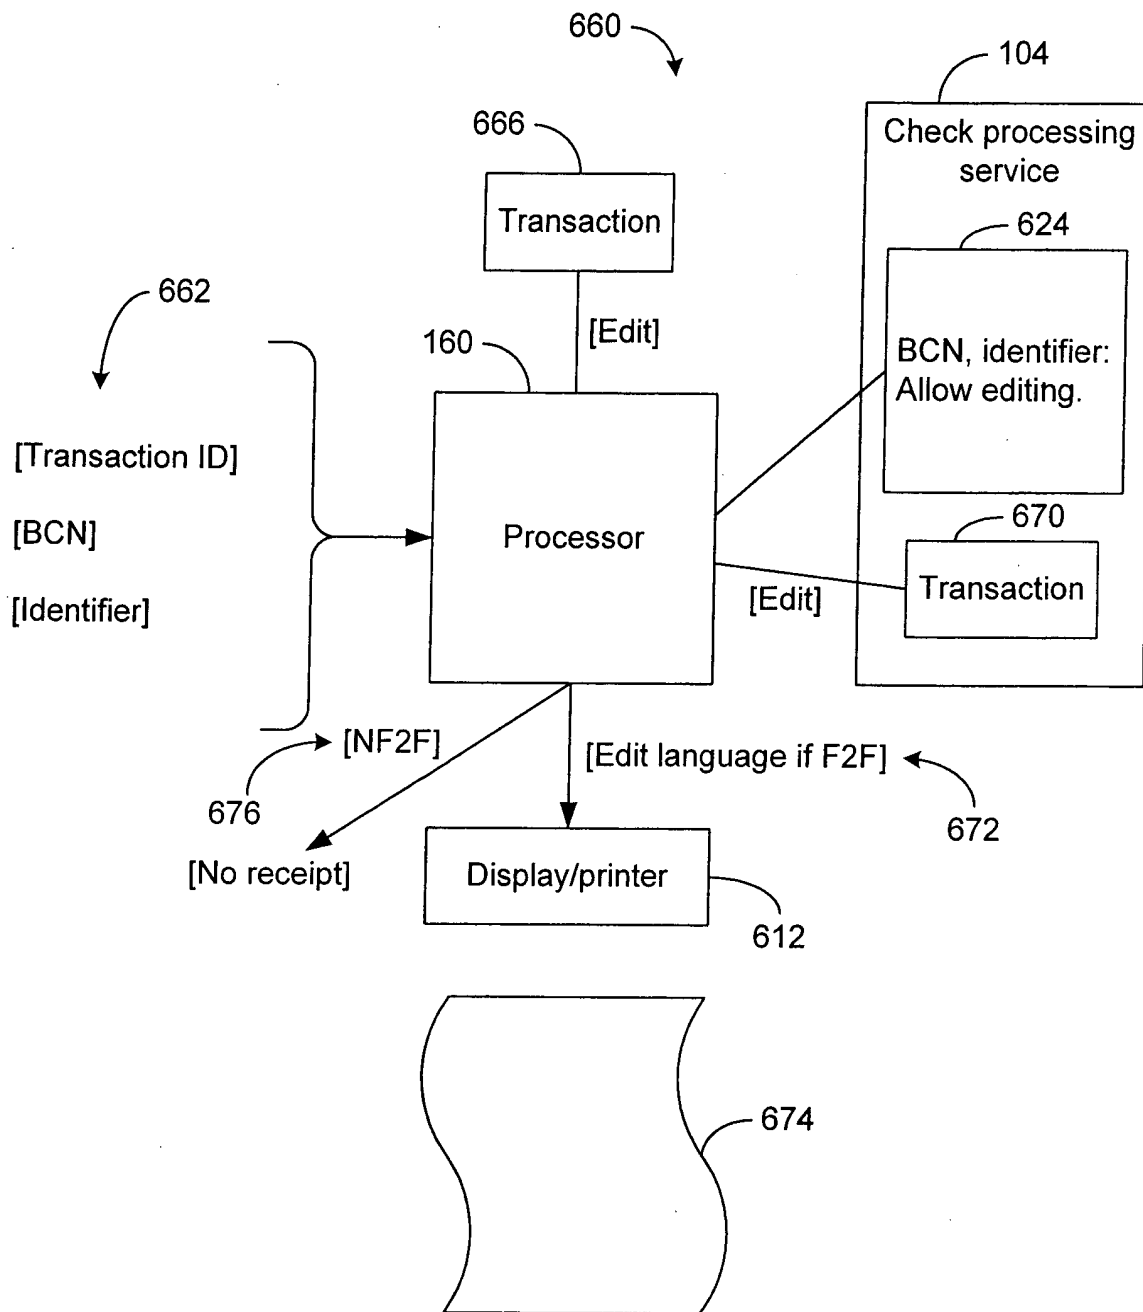 660
104
Check processing
service
666
Transaction
624
662
[Edit]
160
BCN, identifier:
Allow editing.
[Transaction ID]
[BCN]
[Identifier]
Processor
670
Transaction
[Edit]
[NF2F]
[Edit language if F2F]
676
672
[No receipt]
Display/printer
612
674